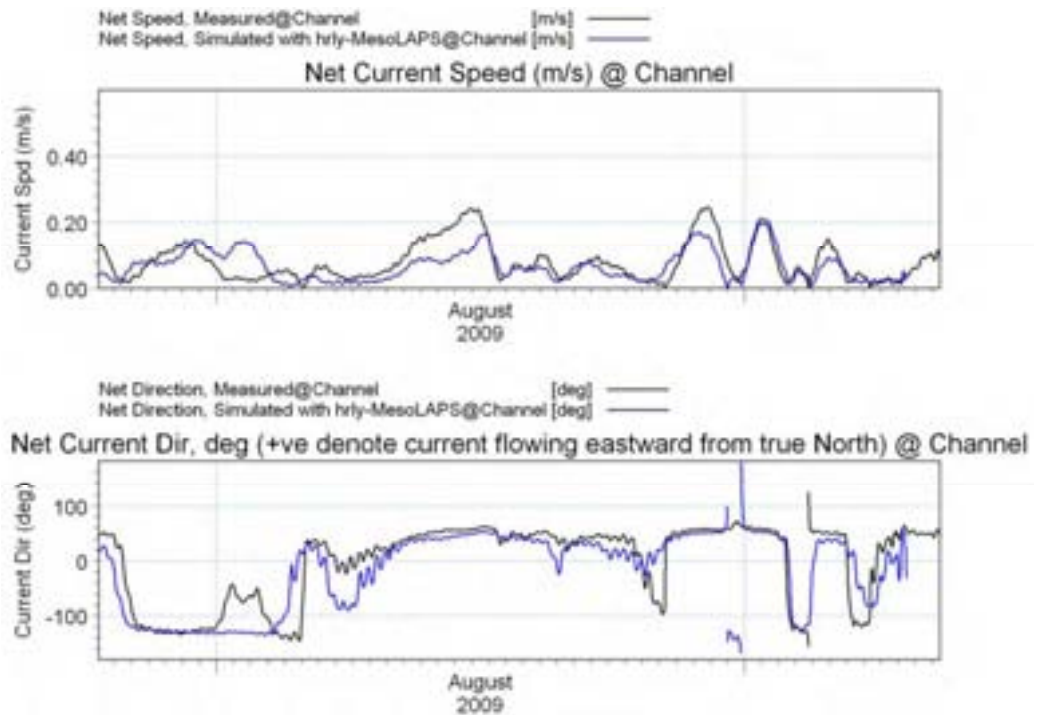 Net Speed, Measured@Channel [m/s]
Net Speed, Simulated with hrly-MesoLAPS@Channel [m/s]
Net Current Speed (m/s) @ Channel
Current Spd (m/s)
0.40
0.20
0.00
August
2009
Net Direction, Measured@Channel [deg]
Net Direction, Simulated with hrly-MesoLAPS@Channel [deg]
Net Current Dir, deg (+ve denote current flowing eastward from true North) @ Channel
Current Dir (deg)
100
0
-100
August
2009